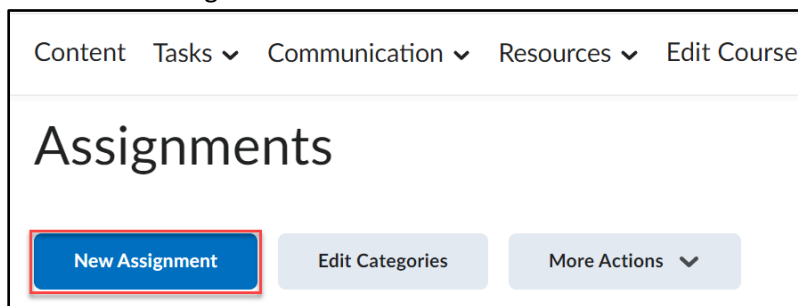 Content Tasks Communication Resources Edit Course
Assignments
New Assignment Edit Categories More Actions